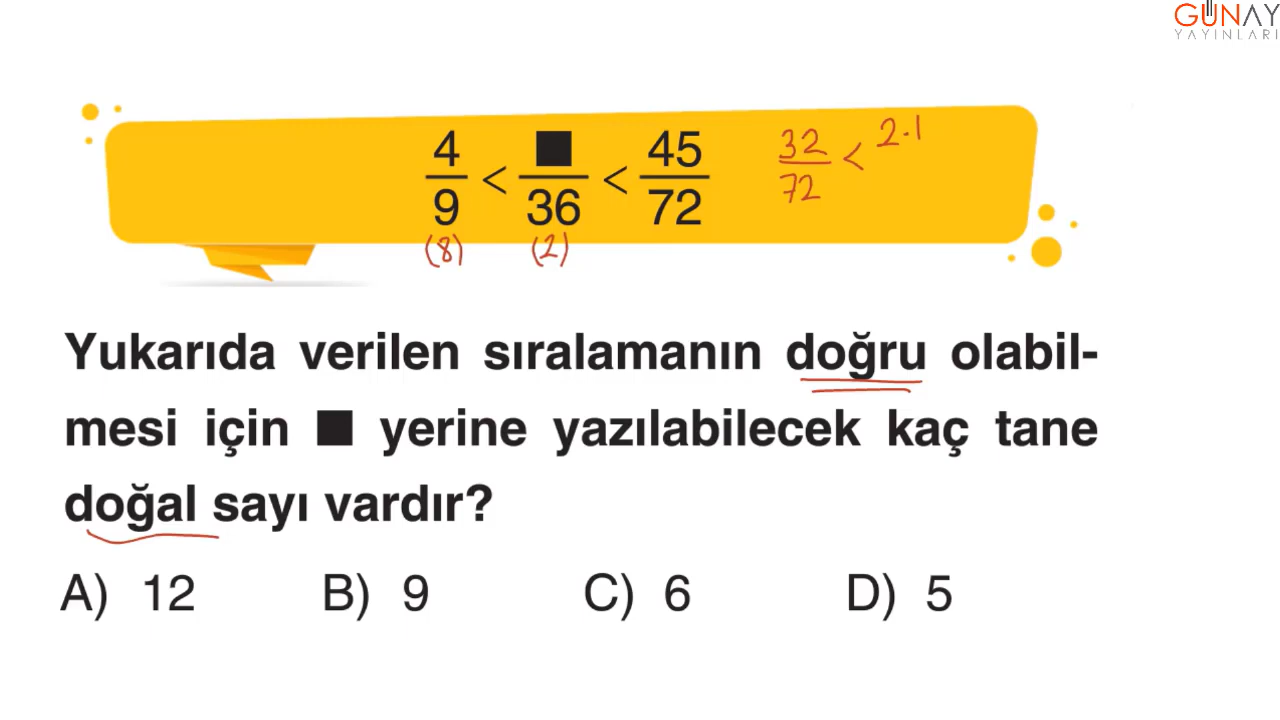 GÜNAY
YAYINLARI
4/9 < ■/36 < 45/72
(8) (2)
32/72 < 2.1
Yukarıda verilen sıralamanın doğru olabil-
mesi için ■ yerine yazılabilecek kaç tane
doğal sayı vardır?
A) 12 B) 9 C) 6 D) 5